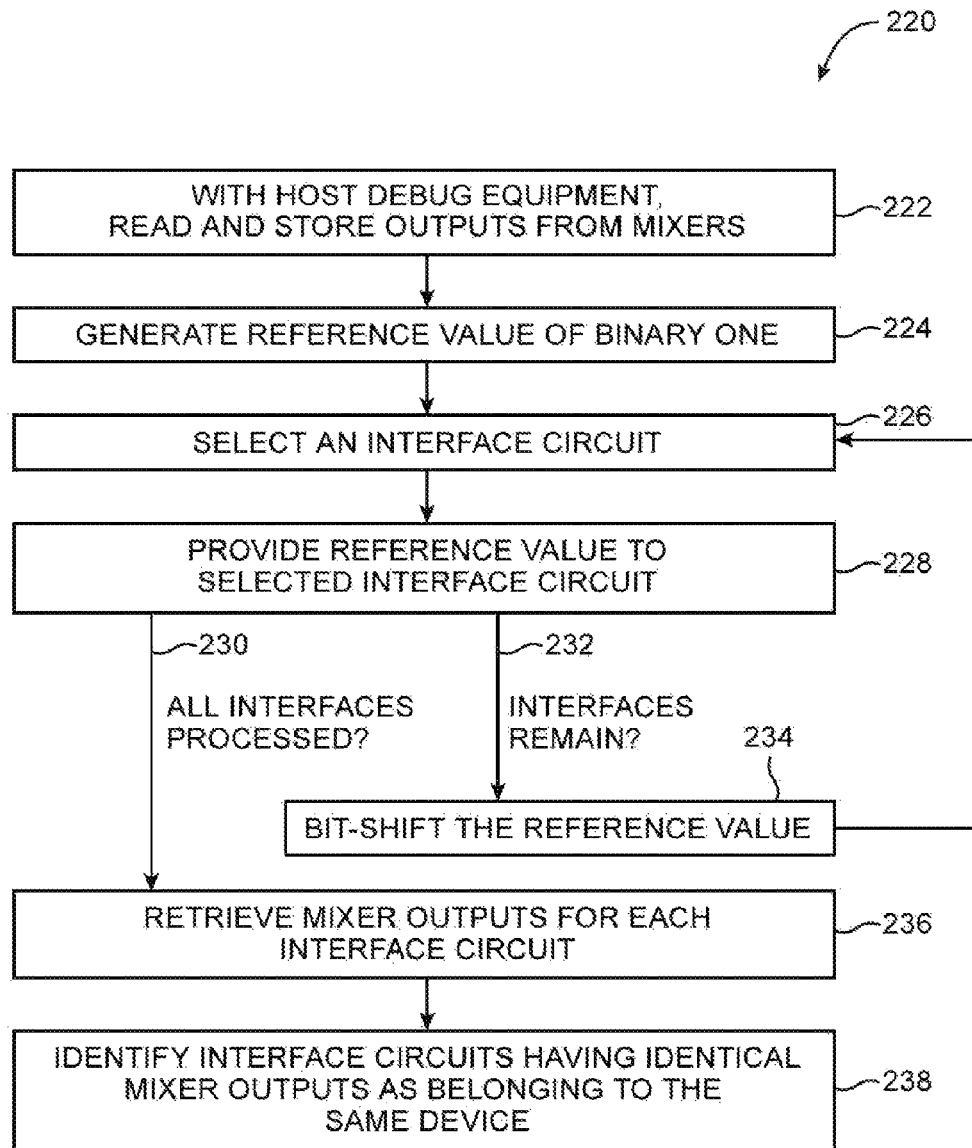 220
WITH HOST DEBUG EQUIPMENT,
READ AND STORE OUTPUTS FROM MIXERS
222
GENERATE REFERENCE VALUE OF BINARY ONE
224
226
SELECT AN INTERFACE CIRCUIT
PROVIDE REFERENCE VALUE TO
SELECTED INTERFACE CIRCUIT
228
230
232
ALL INTERFACES
PROCESSED?
INTERFACES
REMAIN?
234
BIT-SHIFT THE REFERENCE VALUE
RETRIEVE MIXER OUTPUTS FOR EACH
INTERFACE CIRCUIT
236
IDENTIFY INTERFACE CIRCUITS HAVING IDENTICAL
MIXER OUTPUTS AS BELONGING TO THE
SAME DEVICE
238